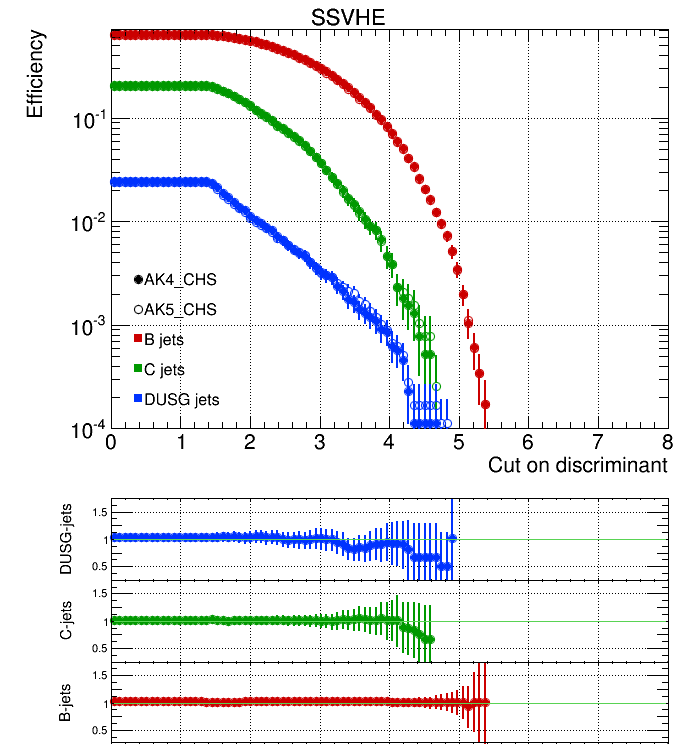 SSVHE
Efficiency
10^-1
10^-2
10^-3
10^-4
AK4_CHS
AK5_CHS
B jets
C jets
DUSG jets
0 1 2 3 4 5 6 7 8
Cut on discriminant
DUSG-jets
1.5
1
0.5
C-jets
1.5
1
0.5
B-jets
1.5
1
0.5